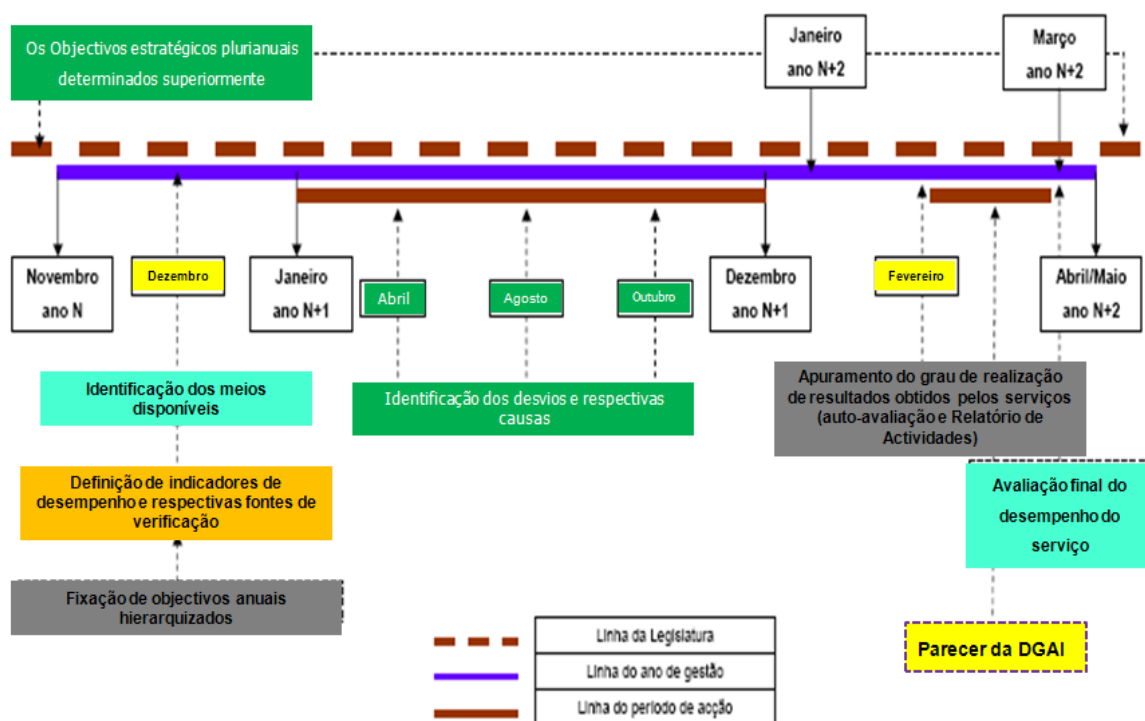 Os Objectivos estratégicos plurianuais
determinados superiormente
Janeiro
ano N+2
Março
ano N+2
Novembro
ano N
Dezembro
Janeiro
ano N+1
Abril
Agosto
Outubro
Dezembro
ano N+1
Fevereiro
Abril/Maio
ano N+2
Identificação dos meios
disponíveis
Identificação dos desvios e respectivas
causas
Apuramento do grau de realização
de resultados obtidos pelos serviços
(auto-avaliação e Relatório de
Actividades)
Definição de indicadores de
desempenho e respectivas fontes de
verificação
Avaliação final do
desempenho do
serviço
Fixação de objectivos anuais
hierarquizados
Parecer da DGAI
Linha da Legislatura
Linha do ano de gestão
Linha do período de acção